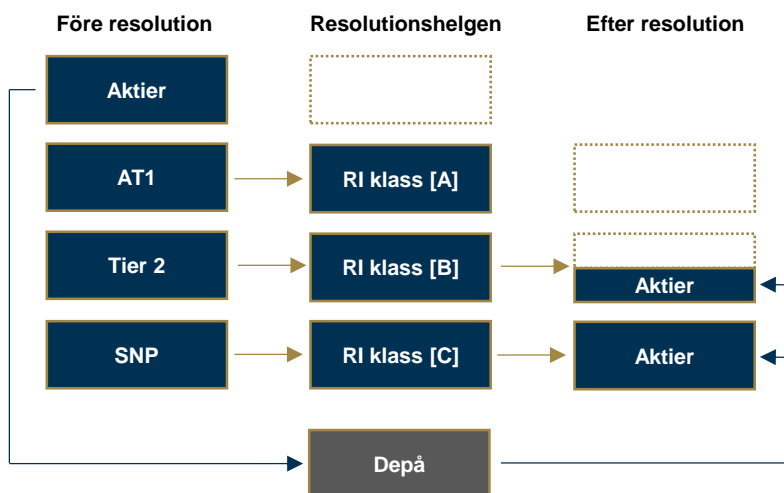 Före resolution
Resolutionshelgen
Efter resolution
Aktier
AT1
RI klass [A]
Tier 2
RI klass [B]
Aktier
SNP
RI klass [C]
Aktier
Depå